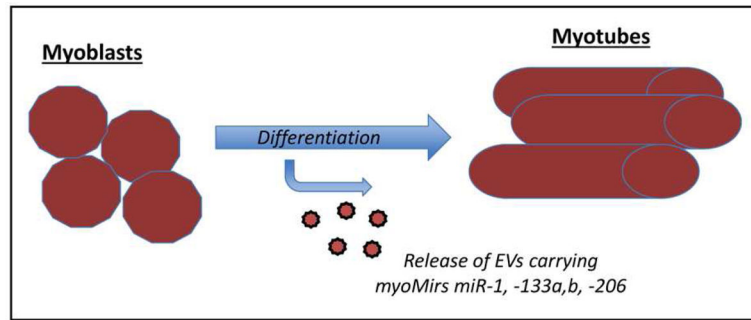 Myoblasts
Myotubes
Differentiation
Release of EVs carrying
myoMirs miR-1, -133a,b, -206